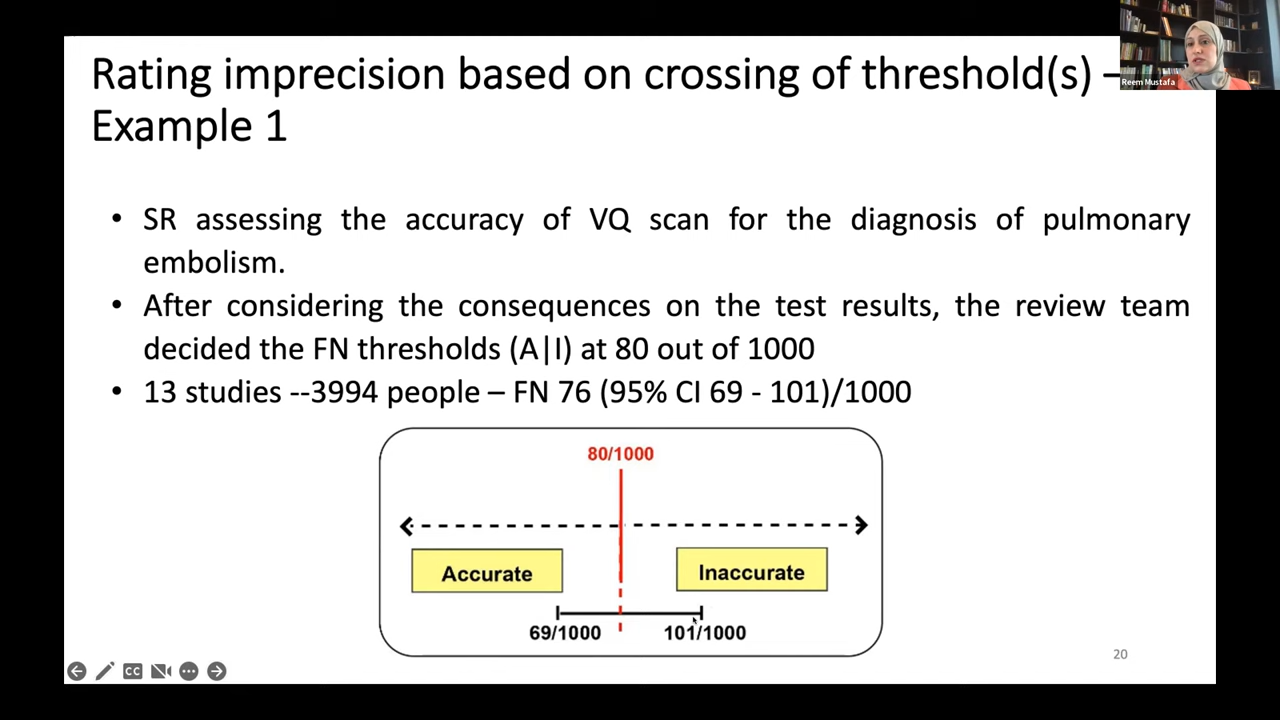 Rating imprecision based on crossing of threshold(s) –
Example 1
Reem Mustafa
• SR assessing the accuracy of VQ scan for the diagnosis of pulmonary
embolism.
• After considering the consequences on the test results, the review team
decided the FN thresholds (A|I) at 80 out of 1000
• 13 studies --3994 people – FN 76 (95% CI 69 - 101)/1000
80/1000
Accurate
Inaccurate
69/1000
101/1000
20
CC